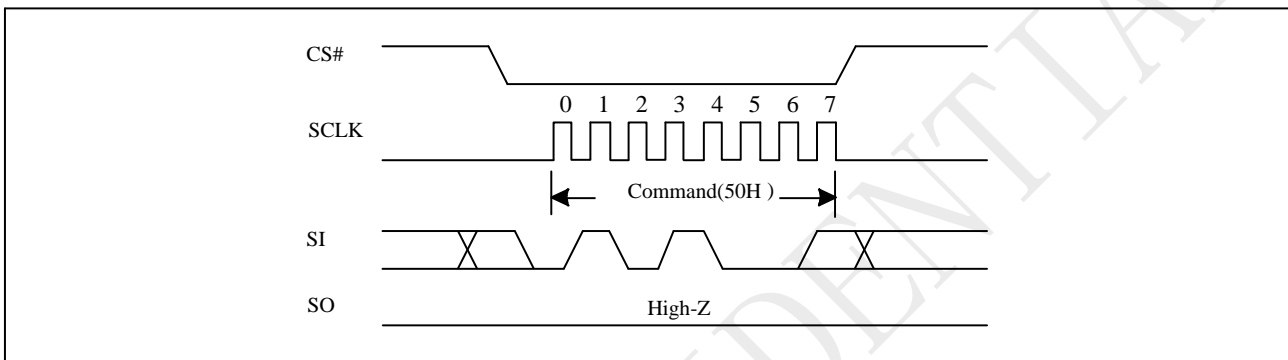 CS#
0 1 2 3 4 5 6 7
SCLK
Command(50H )
SI
SO High-Z